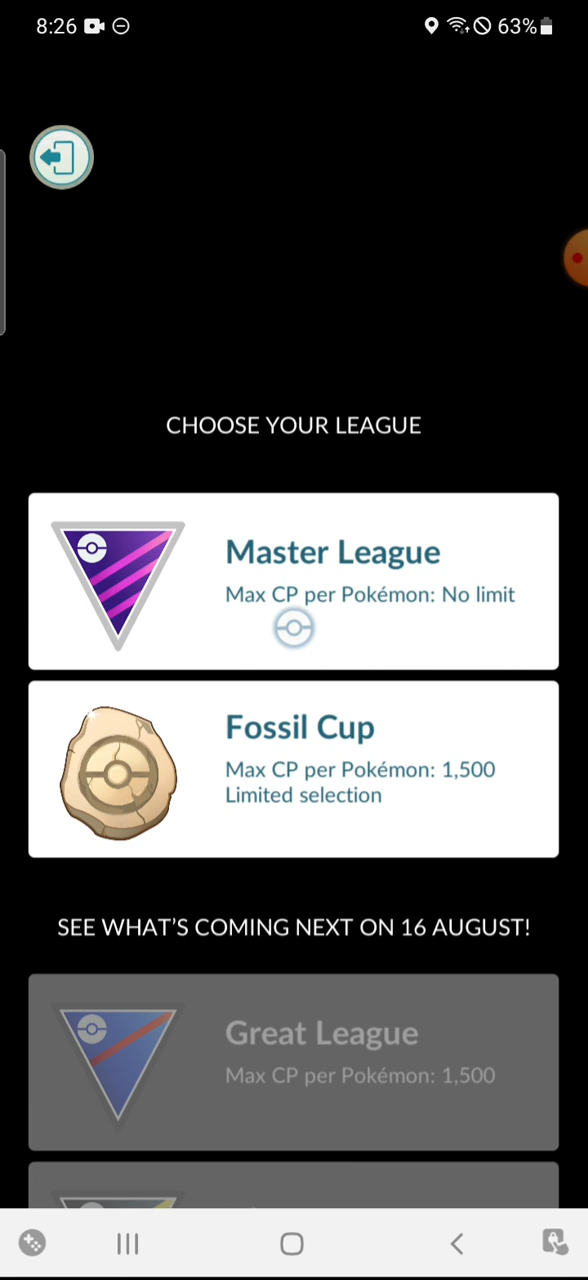 8:26
63%
CHOOSE YOUR LEAGUE
Master League
Max CP per Pokémon: No limit
Fossil Cup
Max CP per Pokémon: 1,500
Limited selection
SEE WHAT'S COMING NEXT ON 16 AUGUST!
Great League
Max CP per Pokémon: 1,500